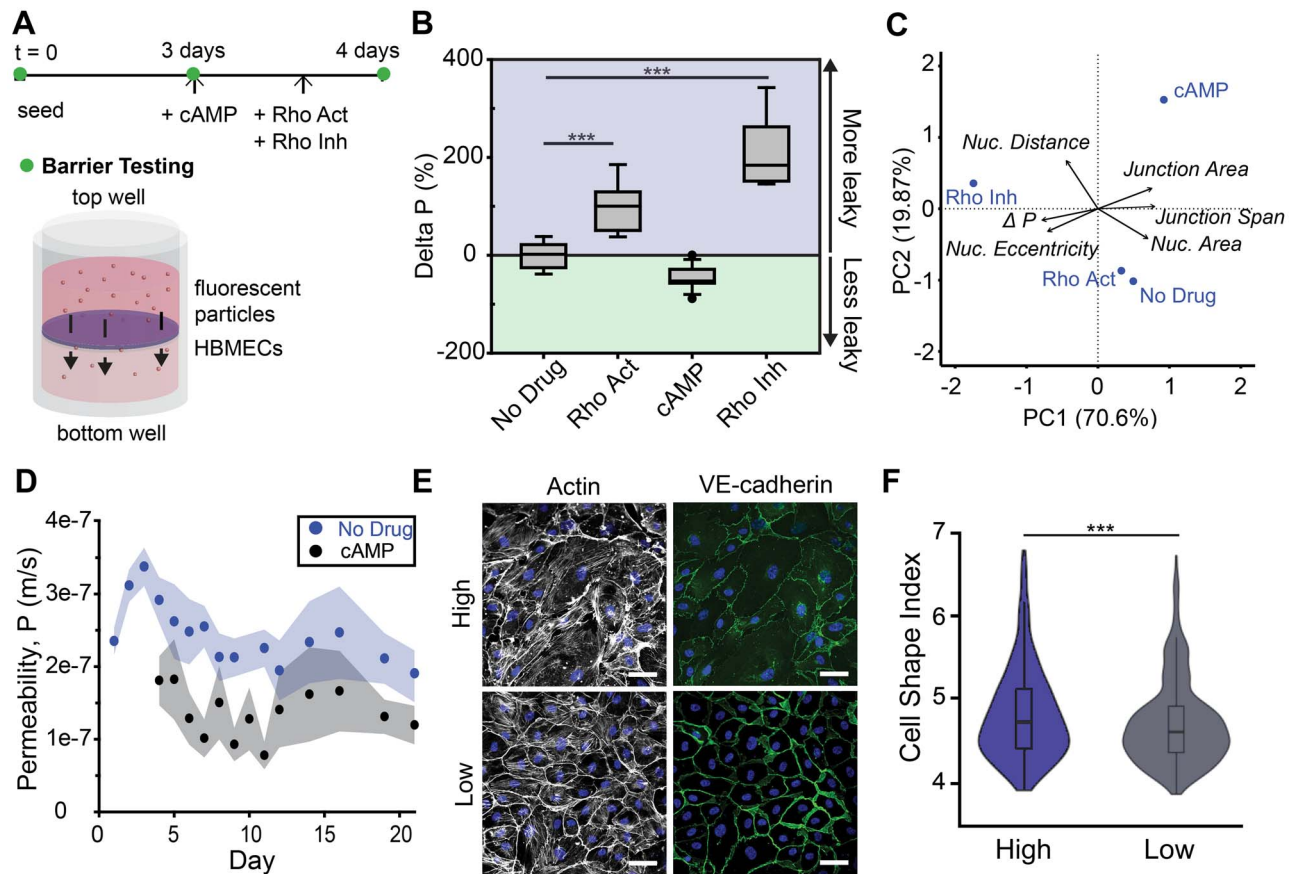 A
t = 0
3 days
4 days
seed
+ cAMP
+ Rho Act
+ Rho Inh
Barrier Testing
top well
fluorescent
particles
HBMECs
bottom well
B
Delta P (%)
400
200
0
-200
***
***
More leaky
Less leaky
No Drug
Rho Act
cAMP
Rho Inh
C
PC2 (19.87%)
2
1
0
-1
-2
cAMP
Nuc. Distance
Junction Area
Rho Inh
Δ P
Junction Span
Nuc. Eccentricity
Nuc. Area
Rho Act
No Drug
-2
-1
0
1
2
PC1 (70.6%)
D
Permeability, P (m/s)
4e-7
3e-7
2e-7
1e-7
0
No Drug
cAMP
0
5
10
15
20
Day
E
Actin
VE-cadherin
High
Low
F
Cell Shape Index
7
6
5
4
***
High
Low